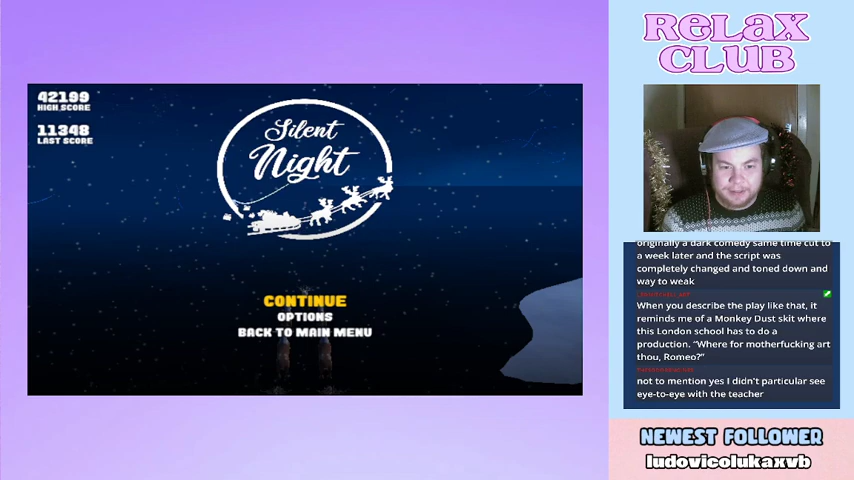 RELAX
CLUB
42199
HIGH SCORE
11348
LAST SCORE
Silent
Night
CONTINUE
OPTIONS
BACK TO MAIN MENU
originally a dark comedy same time cut to
a week later and the script was
completely changed and toned down and
way to weak
When you describe the play like that, it
reminds me of a Monkey Dust skit where
this London school has to do a
production. “Where for motherfucking art
thou, Romeo?”
not to mention yes I didn't particular see
eye-to-eye with the teacher
NEWEST FOLLOWER
ludovicolukaxvb